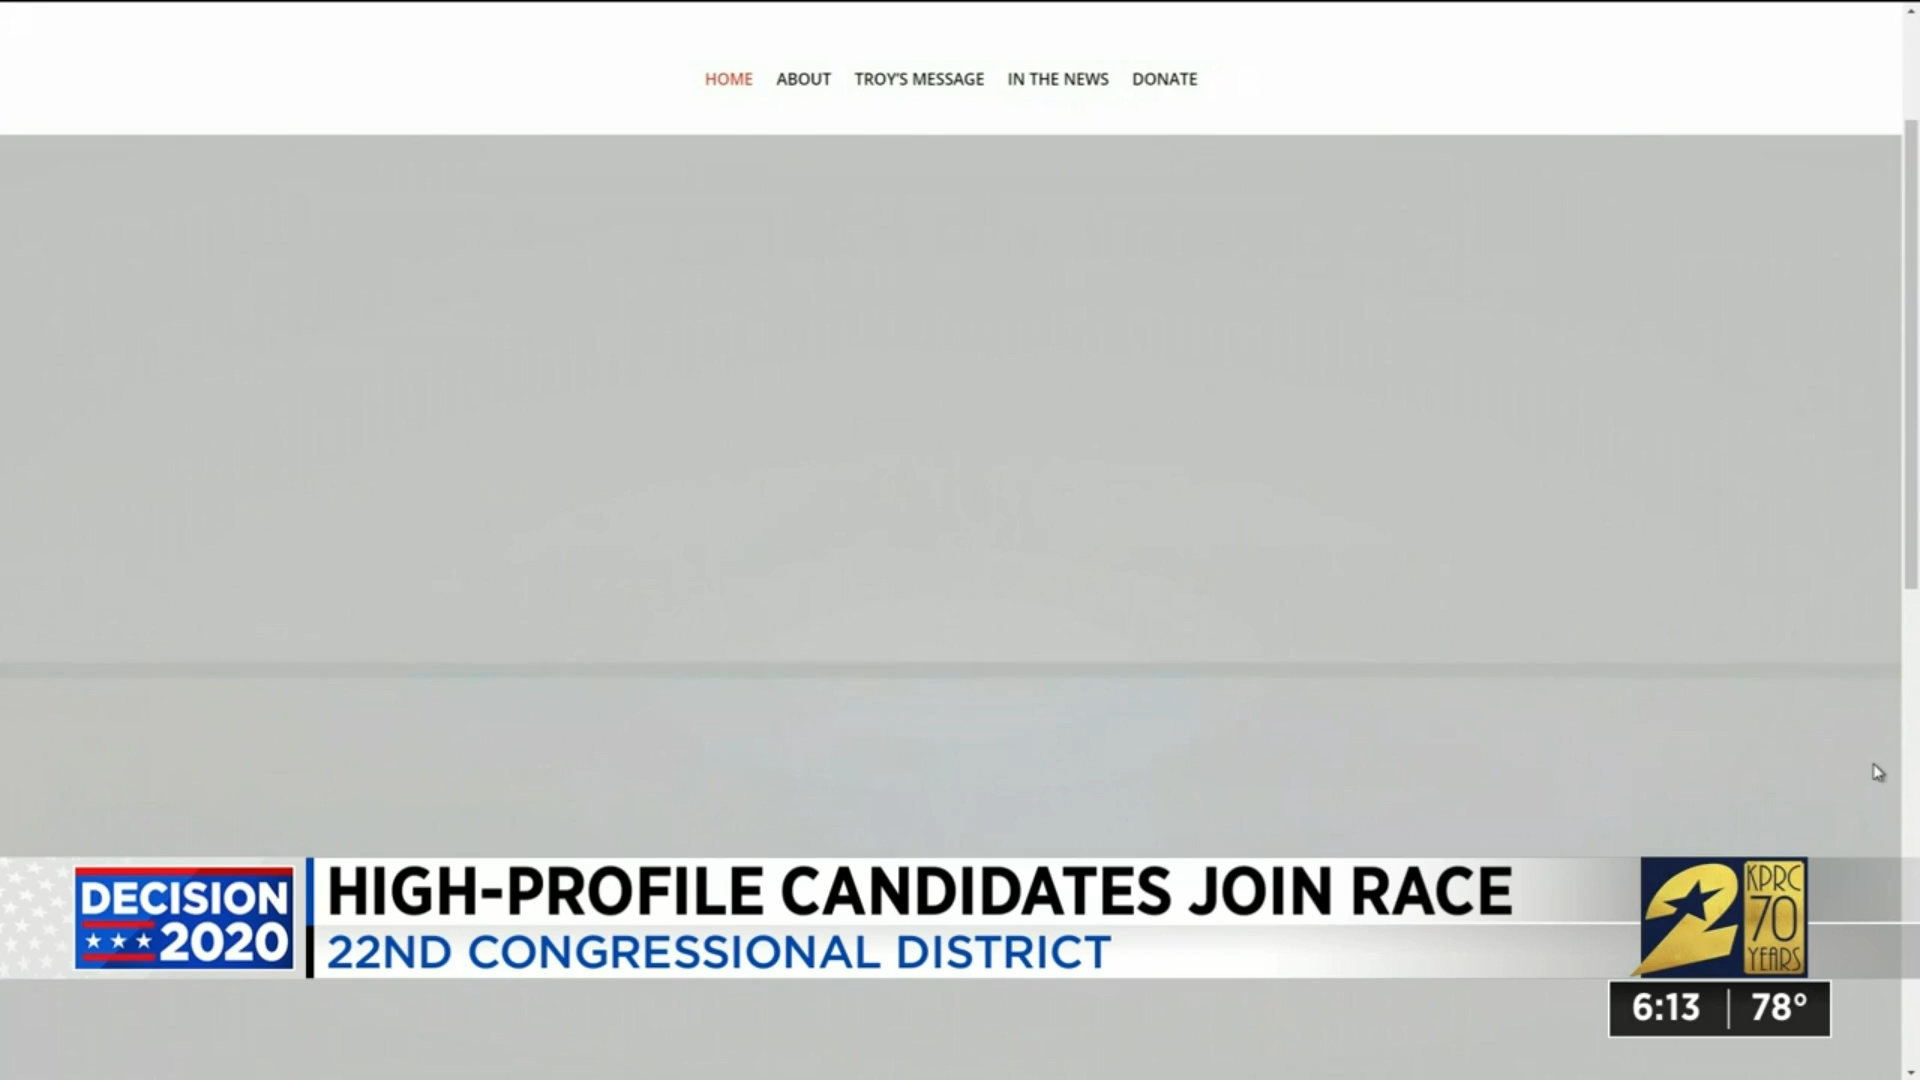 HOME ABOUT TROY'S MESSAGE IN THE NEWS DONATE
DECISION
2020
HIGH-PROFILE CANDIDATES JOIN RACE
22ND CONGRESSIONAL DISTRICT
2
KPRC
70
YEARS
6:13 78°